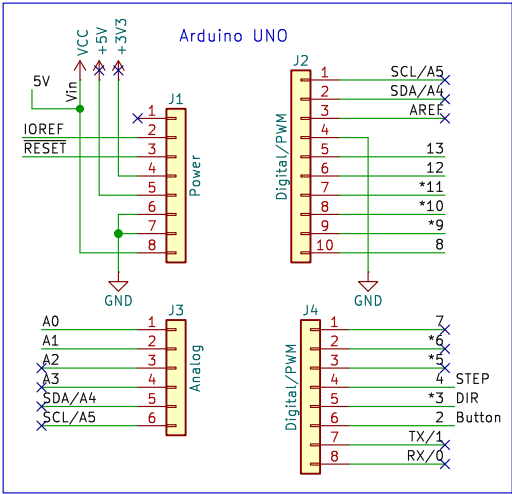 Arduino UNO
VCC
+5V
+3V3
5V
Vin
J1
1
IOREF 2
RESET 3
4
5
6
7
8
Power
GND
J2
SCL/A5 1
SDA/A4 2
AREF 3
4
13 5
12 6
*11 7
*10 8
*9 9
8 10
Digital/PWM
GND
J3
A0 1
A1 2
A2 3
A3 4
SDA/A4 5
SCL/A5 6
Analog
J4
1 7
2 *6
3 *5
4 4 STEP
5 *3 DIR
6 2 Button
7 TX/1
8 RX/0
Digital/PWM